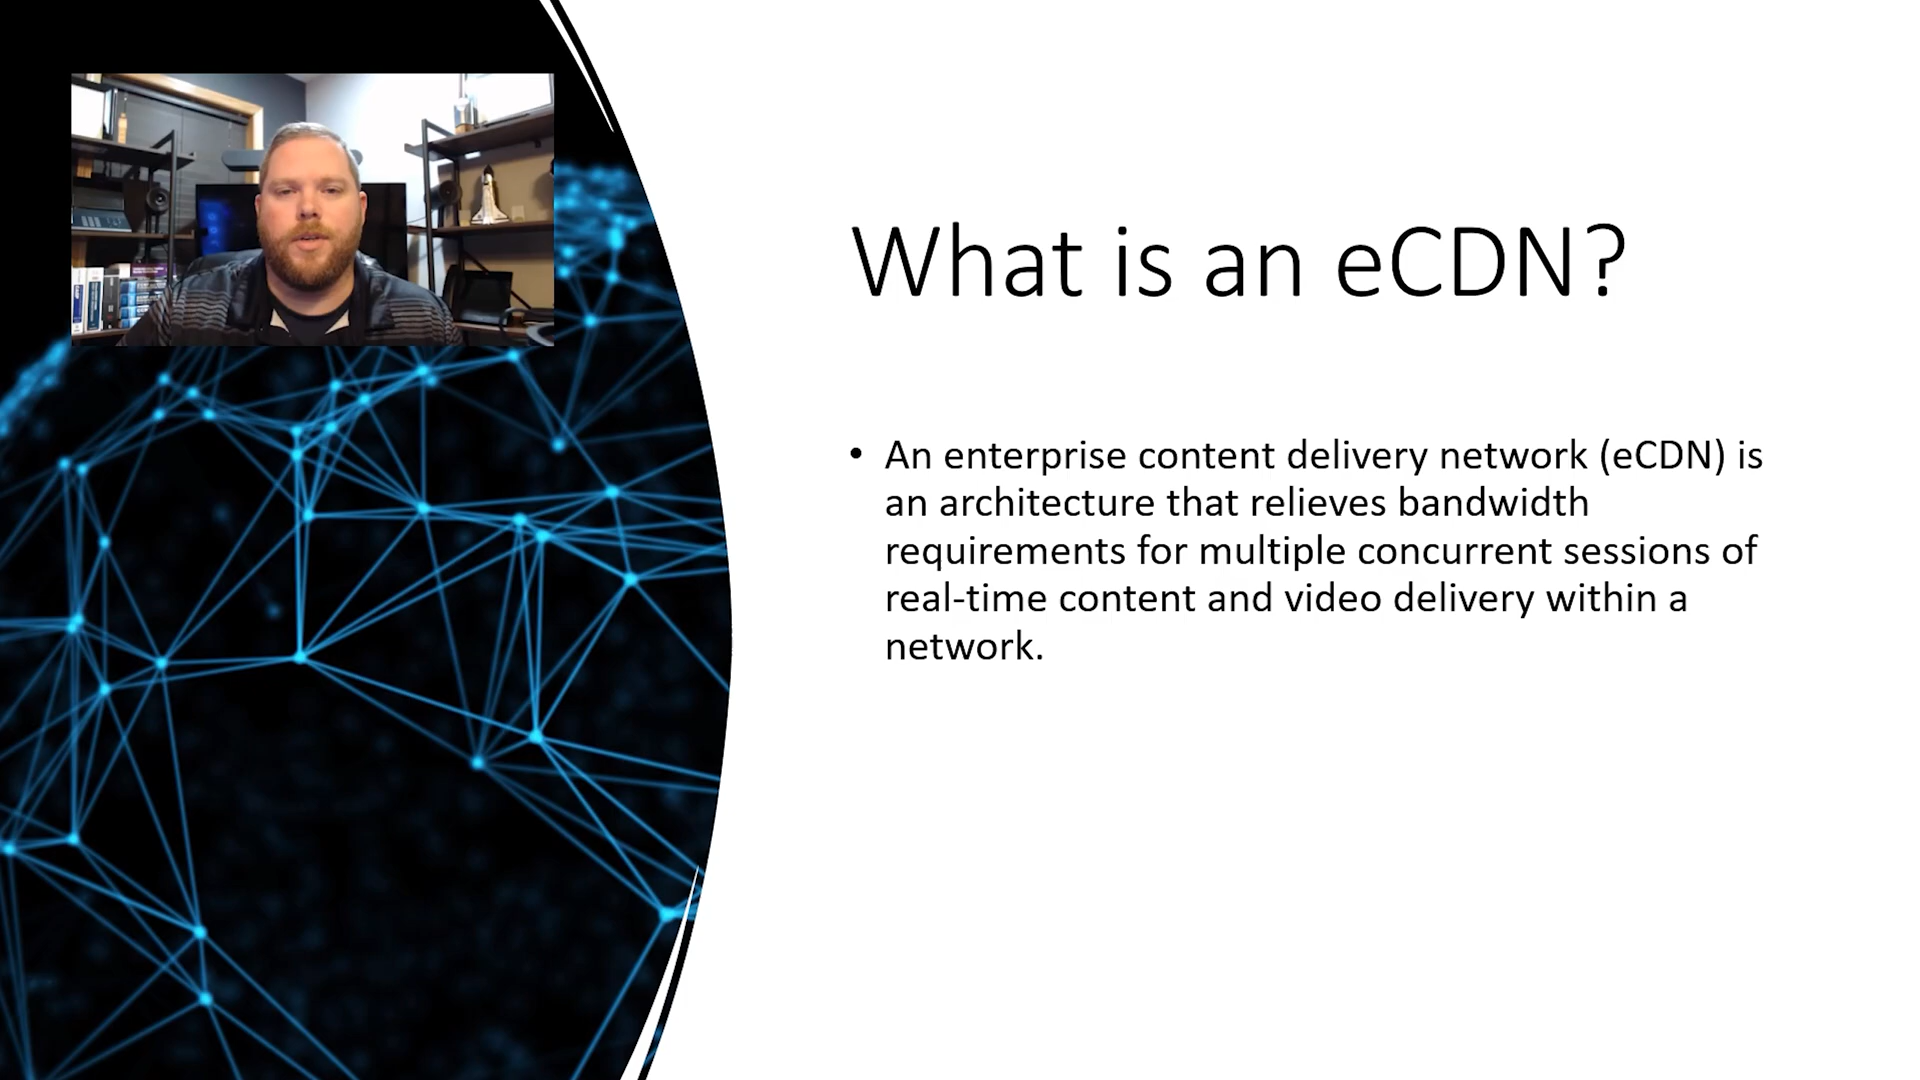 What is an eCDN?
• An enterprise content delivery network (eCDN) is
an architecture that relieves bandwidth
requirements for multiple concurrent sessions of
real-time content and video delivery within a
network.